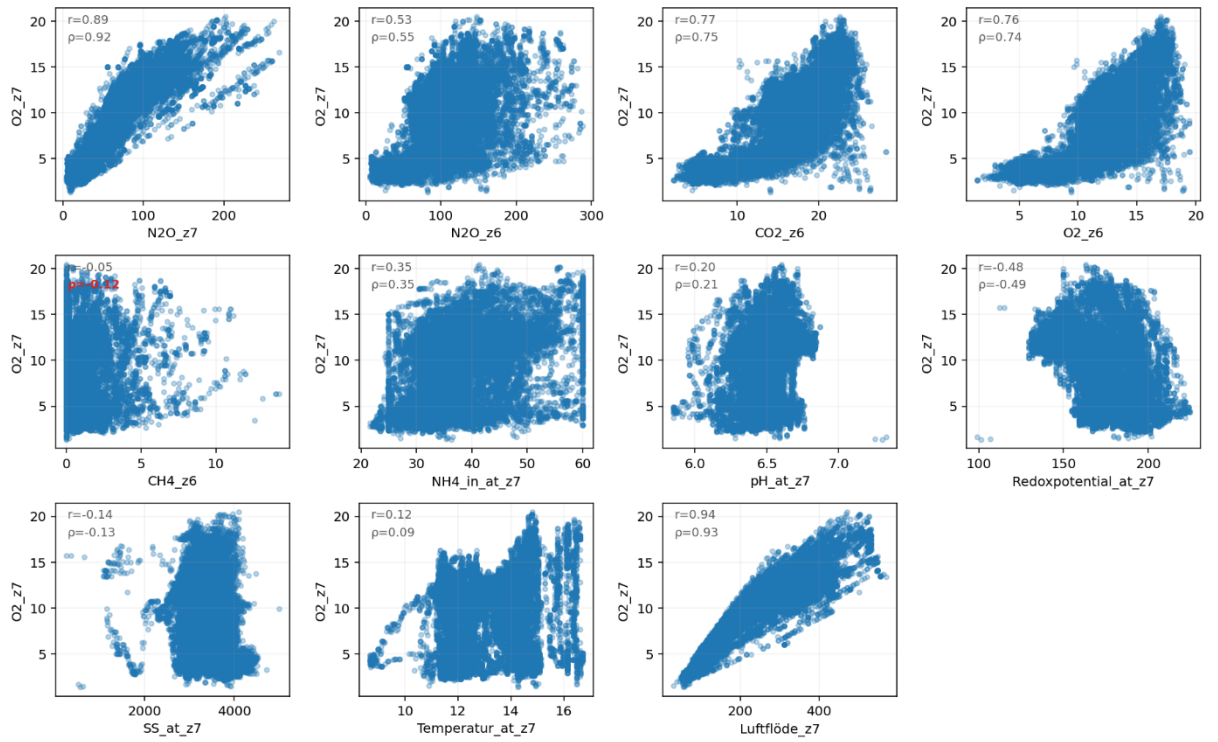 r=0.89
ρ=0.92
20
15
10
5
O2_z7
0 100 200
N2O_z7
r=0.53
ρ=0.55
20
15
10
5
O2_z7
0 100 200 300
N2O_z6
r=0.77
ρ=0.75
20
15
10
5
O2_z7
10 20
CO2_z6
r=0.76
ρ=0.74
20
15
10
5
O2_z7
5 10 15 20
O2_z6
r=-0.05
ρ=-0.12
20
15
10
5
O2_z7
0 5 10
CH4_z6
r=0.35
ρ=0.35
20
15
10
5
O2_z7
20 30 40 50 60
NH4_in_at_z7
r=0.20
ρ=0.21
20
15
10
5
O2_z7
6.0 6.5 7.0
pH_at_z7
r=-0.48
ρ=-0.49
20
15
10
5
O2_z7
100 150 200
Redoxpotential_at_z7
r=-0.14
ρ=-0.13
20
15
10
5
O2_z7
2000 4000
SS_at_z7
r=0.12
ρ=0.09
20
15
10
5
O2_z7
10 12 14 16
Temperatur_at_z7
r=0.94
ρ=0.93
20
15
10
5
O2_z7
200 400
Luftflöde_z7